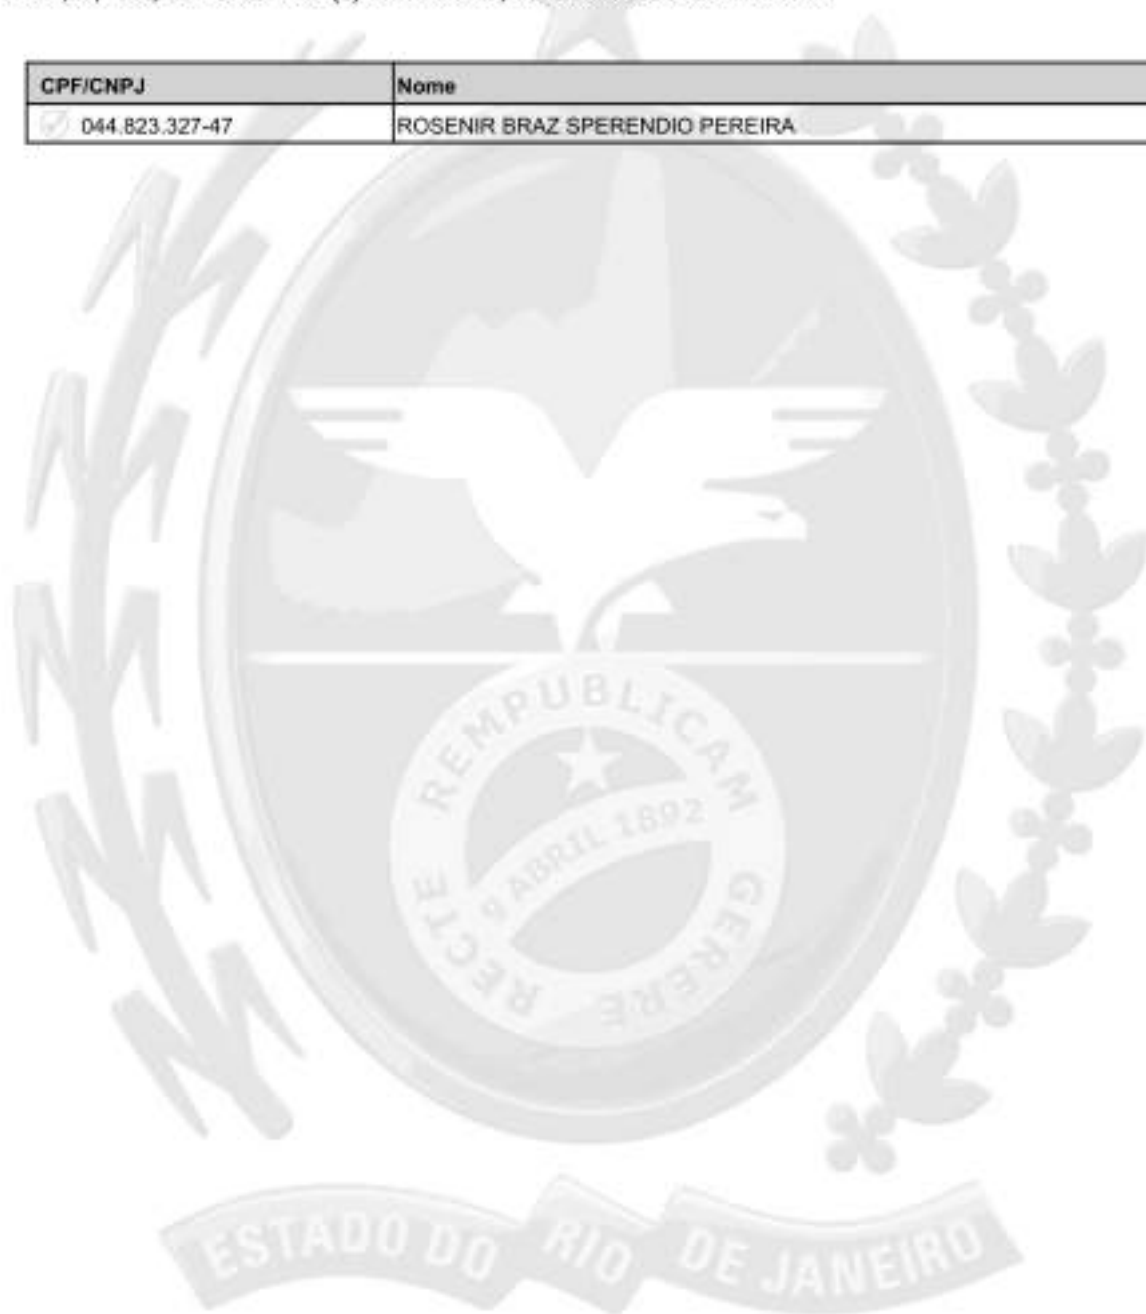 CPF/CNPJ Nome
044.823.327-47 ROSENIR BRAZ SPERENDIO PEREIRA
REMPUBLICAM
9 ABRIL 1892
RECTE GERERE
ESTADO DO RIO DE JANEIRO